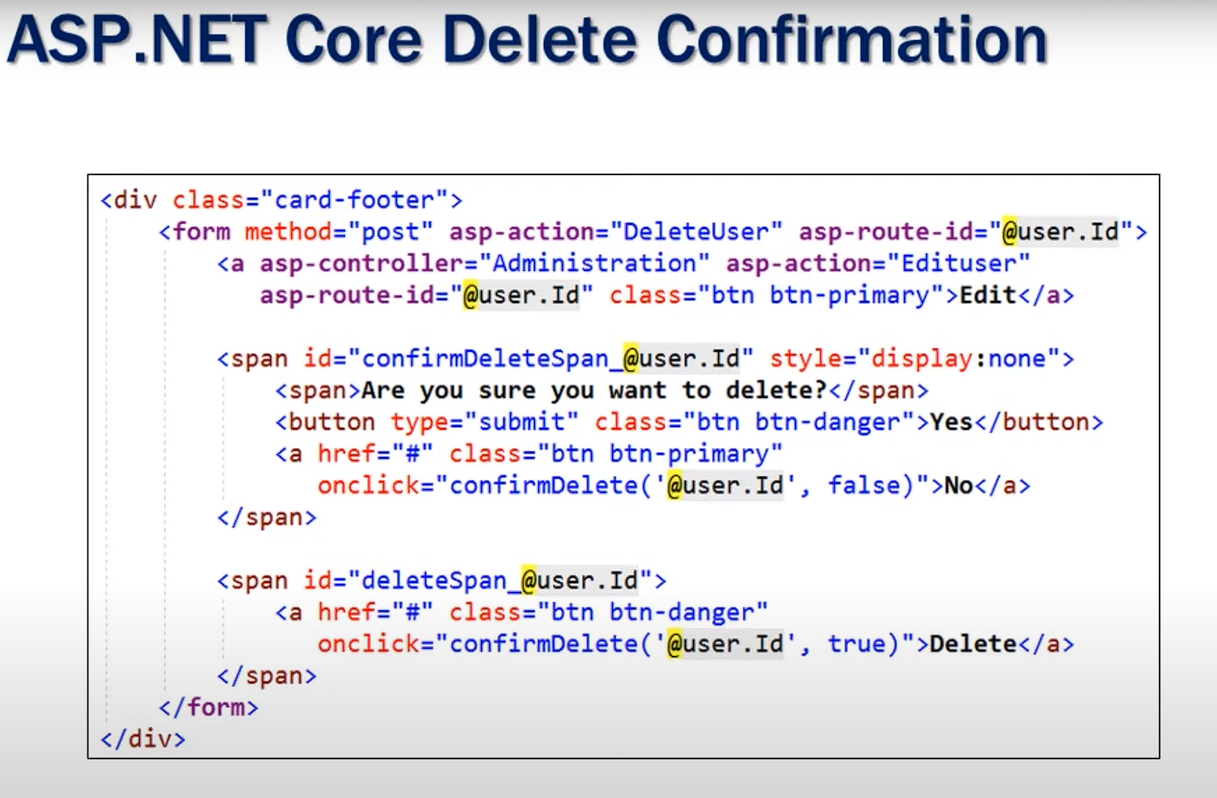 ASP.NET Core Delete Confirmation
<div class="card-footer">
<form method="post" asp-action="DeleteUser" asp-route-id="@user.Id">
<a asp-controller="Administration" asp-action="Edituser"
asp-route-id="@user.Id" class="btn btn-primary">Edit</a>
<span id="confirmDeleteSpan_@user.Id" style="display:none">
<span>Are you sure you want to delete?</span>
<button type="submit" class="btn btn-danger">Yes</button>
<a href="#" class="btn btn-primary"
onclick="confirmDelete('@user.Id', false)">No</a>
</span>
<span id="deleteSpan_@user.Id">
<a href="#" class="btn btn-danger"
onclick="confirmDelete('@user.Id', true)">Delete</a>
</span>
</form>
</div>